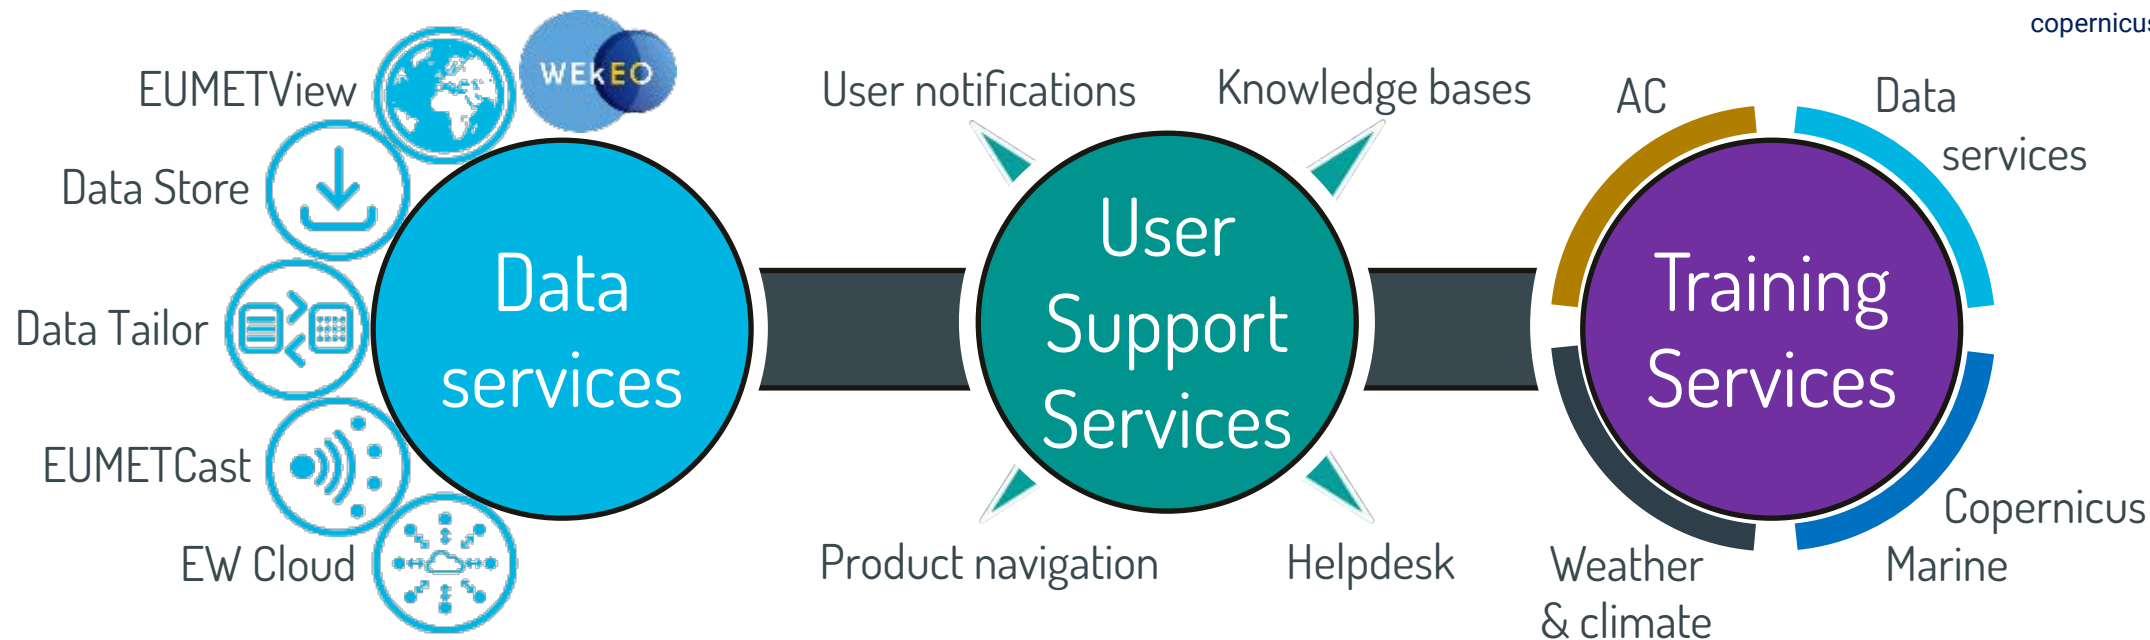 copernicus
EUMETView
WEkEO
Data Store
Data Tailor
EUMETCast
EW Cloud
Data
services
User notifications
Knowledge bases
User
Support
Services
Product navigation
Helpdesk
AC
Data
services
Training
Services
Weather
& climate
Copernicus
Marine